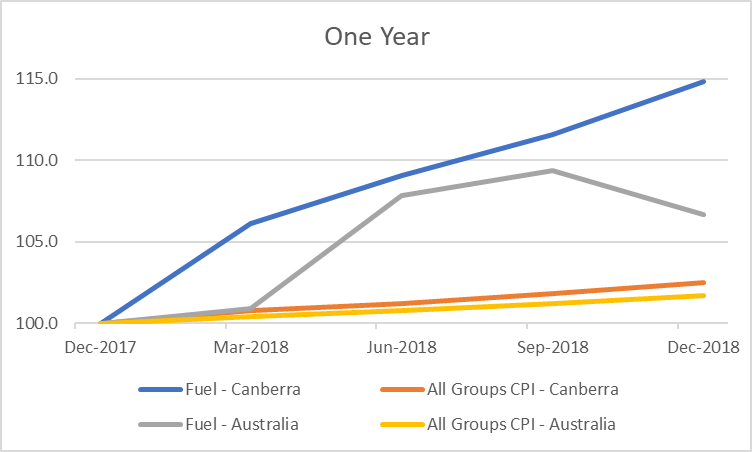 One Year
115.0
110.0
105.0
100.0
Dec-2017 Mar-2018 Jun-2018 Sep-2018 Dec-2018
Fuel - Canberra All Groups CPI - Canberra
Fuel - Australia All Groups CPI - Australia